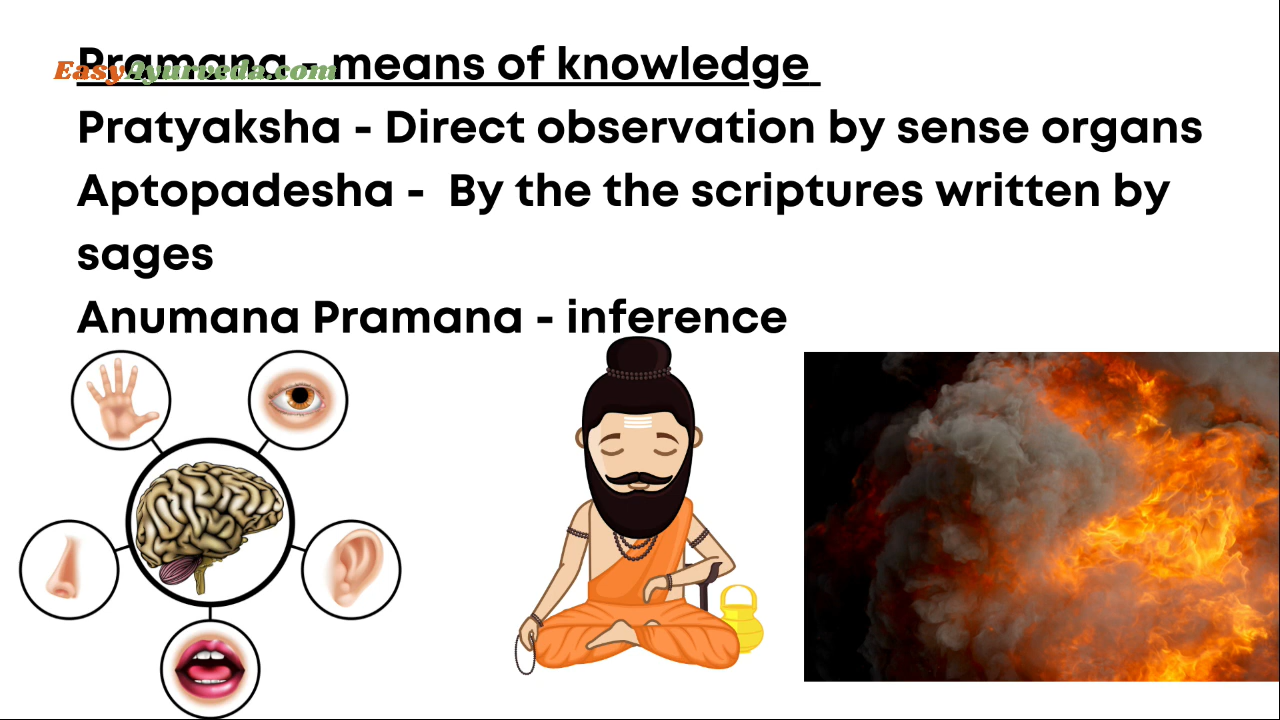 Pramana - means of knowledge
EasyAyurveda.com
Pratyaksha - Direct observation by sense organs
Aptopadesha - By the the scriptures written by
sages
Anumana Pramana - inference